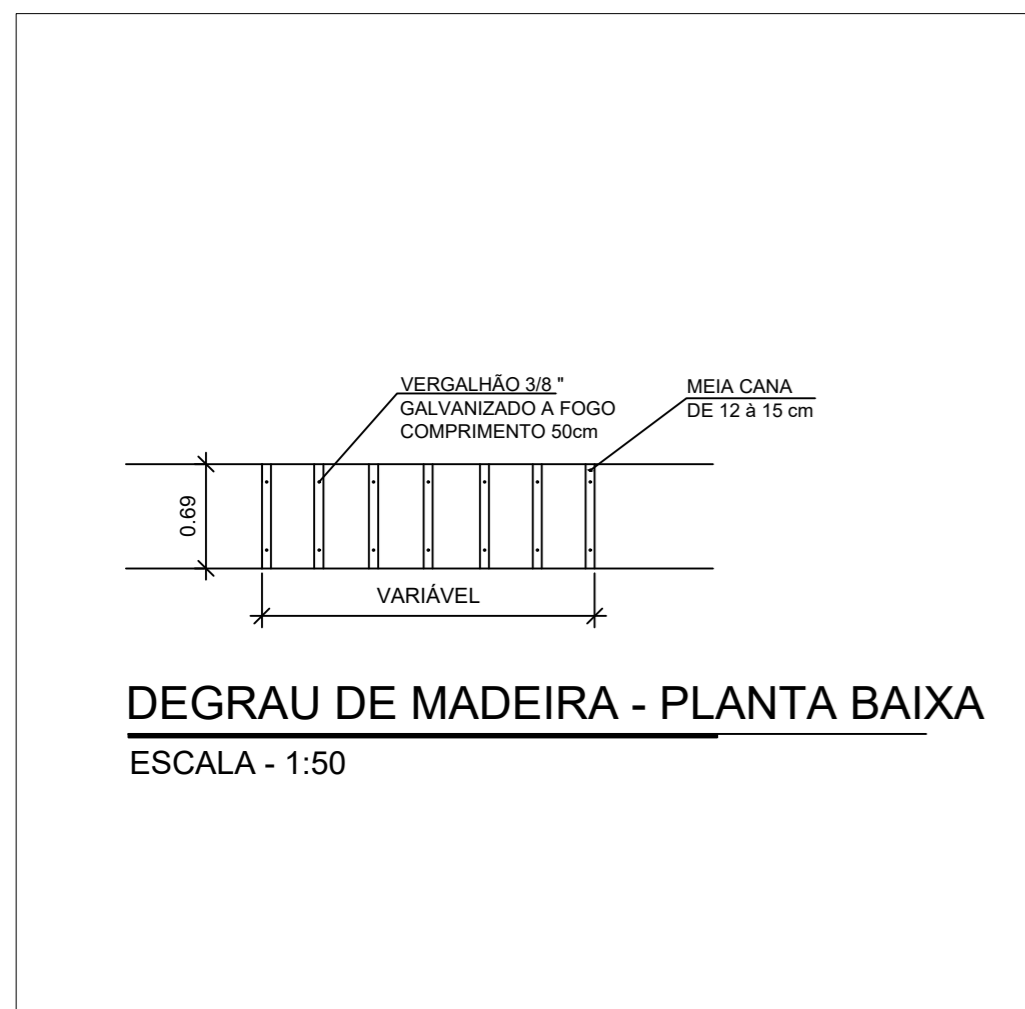 VERGALHÃO 3/8 "
GALVANIZADO A FOGO
COMPRIMENTO 50cm
MEIA CANA
DE 12 à 15 cm
0.69
VARIÁVEL
DEGRAU DE MADEIRA - PLANTA BAIXA
ESCALA - 1:50